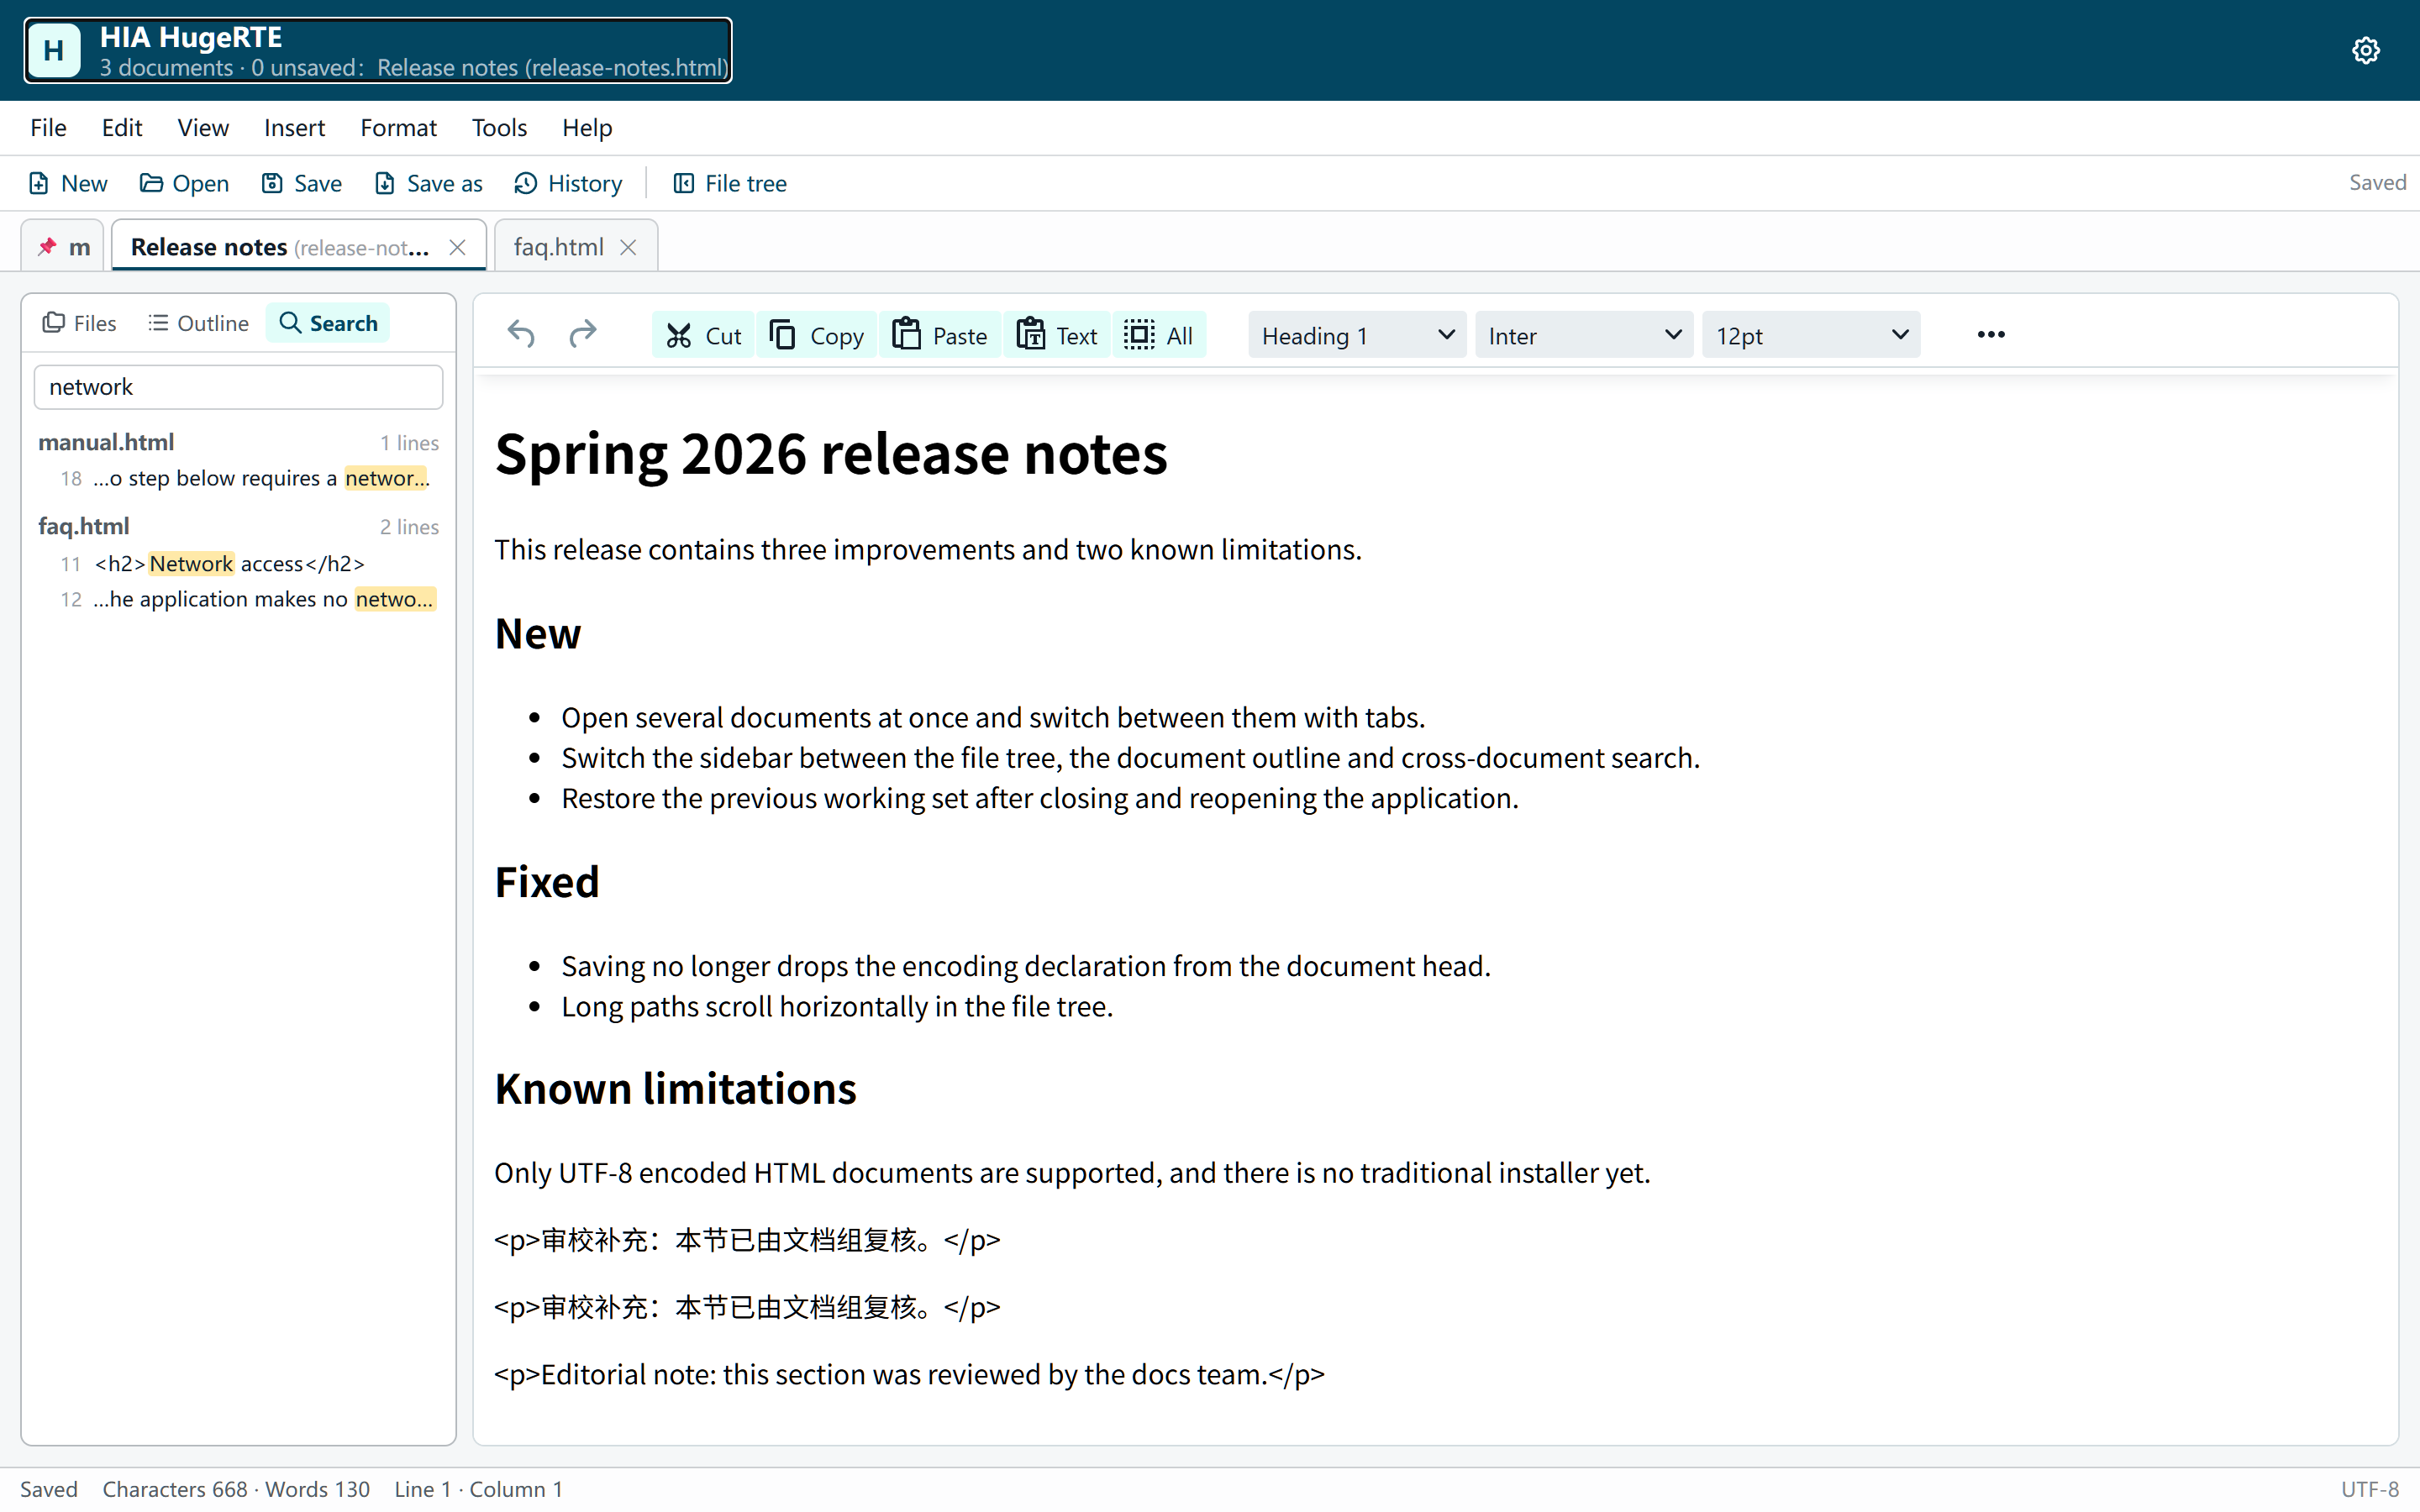 H
HIA HugeRTE
3 documents · 0 unsaved：Release notes (release-notes.html)
File Edit View Insert Format Tools Help
New Open Save Save as History File tree Saved
m Release notes (release-not... faq.html
Files Outline Search
network
manual.html 1 lines
18 ...o step below requires a networ...
faq.html 2 lines
11 <h2>Network access</h2>
12 ...he application makes no netwo...
Cut Copy Paste Text All Heading 1 Inter 12pt
Spring 2026 release notes
This release contains three improvements and two known limitations.
New
• Open several documents at once and switch between them with tabs.
• Switch the sidebar between the file tree, the document outline and cross-document search.
• Restore the previous working set after closing and reopening the application.
Fixed
• Saving no longer drops the encoding declaration from the document head.
• Long paths scroll horizontally in the file tree.
Known limitations
Only UTF-8 encoded HTML documents are supported, and there is no traditional installer yet.
<p>审校补充：本节已由文档组复核。</p>
<p>审校补充：本节已由文档组复核。</p>
<p>Editorial note: this section was reviewed by the docs team.</p>
Saved Characters 668 · Words 130 Line 1 · Column 1 UTF-8